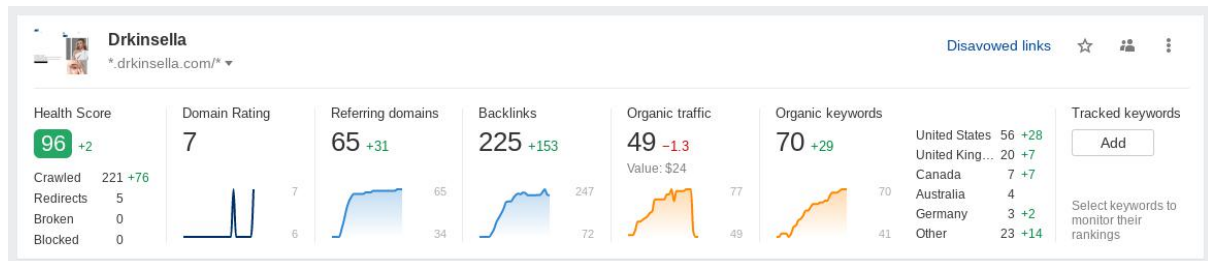 Drkinsella
*.drkinsella.com/*
Disavowed links
Health Score
96 +2
Crawled 221 +76
Redirects 5
Broken 0
Blocked 0
Domain Rating
7
7
6
Referring domains
65 +31
65
34
Backlinks
225 +153
247
72
Organic traffic
49 −1.3
Value: $24
77
49
Organic keywords
70 +29
70
41
United States 56 +28
United King... 20 +7
Canada 7 +7
Australia 4
Germany 3 +2
Other 23 +14
Tracked keywords
Add
Select keywords to
monitor their
rankings